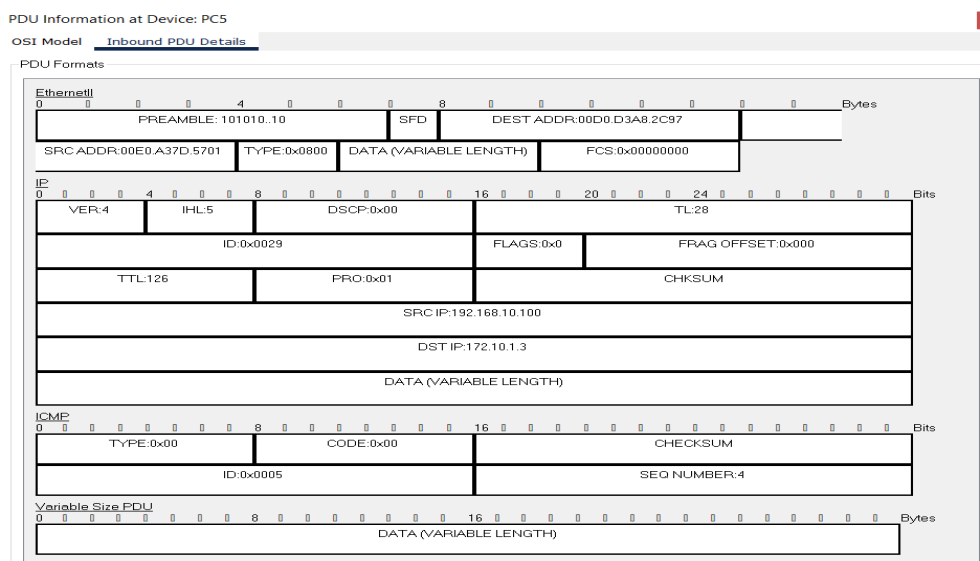 PDU Information at Device: PC5
OSI Model Inbound PDU Details
PDU Formats
EthernetII
0 4 8 Bytes
PREAMBLE: 101010..10 SFD DEST ADDR:00D0.D3A8.2C97
SRC ADDR:00E0.A37D.5701 TYPE:0x0800 DATA (VARIABLE LENGTH) FCS:0x00000000
IP
0 4 8 16 20 24 Bits
VER:4 IHL:5 DSCP:0x00 TL:28
ID:0x0029 FLAGS:0x0 FRAG OFFSET:0x000
TTL:126 PRO:0x01 CHKSUM
SRC IP:192.168.10.100
DST IP:172.10.1.3
DATA (VARIABLE LENGTH)
ICMP
0 8 16 Bits
TYPE:0x00 CODE:0x00 CHECKSUM
ID:0x0005 SEQ NUMBER:4
Variable Size PDU
0 8 16 Bytes
DATA (VARIABLE LENGTH)